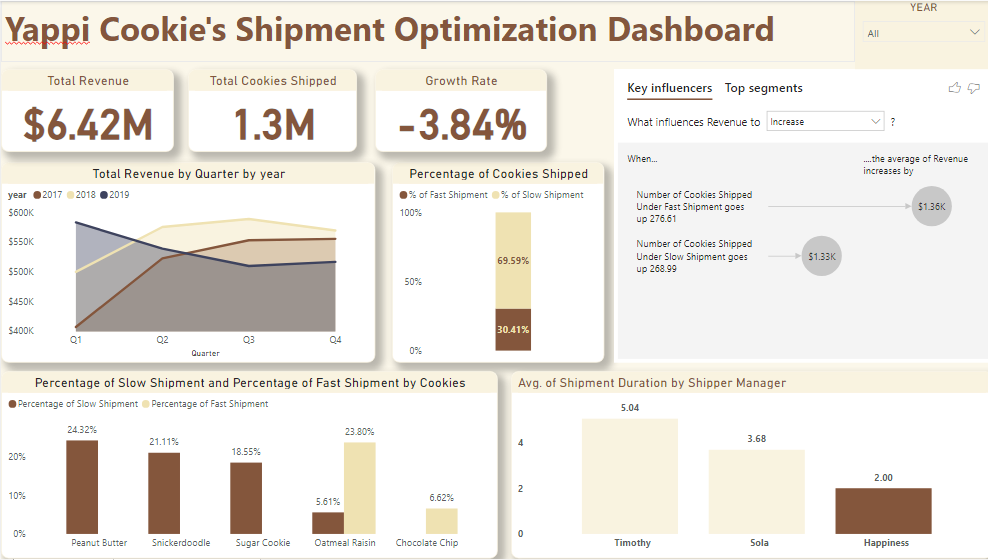 Yappi Cookie's Shipment Optimization Dashboard
YEAR
All
Total Revenue
$6.42M
Total Cookies Shipped
1.3M
Growth Rate
-3.84%
Key influencers Top segments
What influences Revenue to Increase ?
When...
....the average of Revenue
increases by
Number of Cookies Shipped
Under Fast Shipment goes
up 276.61
$1.36K
Number of Cookies Shipped
Under Slow Shipment goes
up 268.99
$1.33K
Total Revenue by Quarter by year
year 2017 2018 2019
$600K
$550K
$500K
$450K
$400K
Q1 Q2 Q3 Q4
Quarter
Percentage of Cookies Shipped
% of Fast Shipment % of Slow Shipment
100%
50%
0%
69.59%
30.41%
Percentage of Slow Shipment and Percentage of Fast Shipment by Cookies
Percentage of Slow Shipment Percentage of Fast Shipment
20%
10%
0%
24.32%
21.11%
18.55%
5.61%
23.80%
6.62%
Peanut Butter Snickerdoodle Sugar Cookie Oatmeal Raisin Chocolate Chip
Avg. of Shipment Duration by Shipper Manager
4
2
0
5.04
3.68
2.00
Timothy Sola Happiness